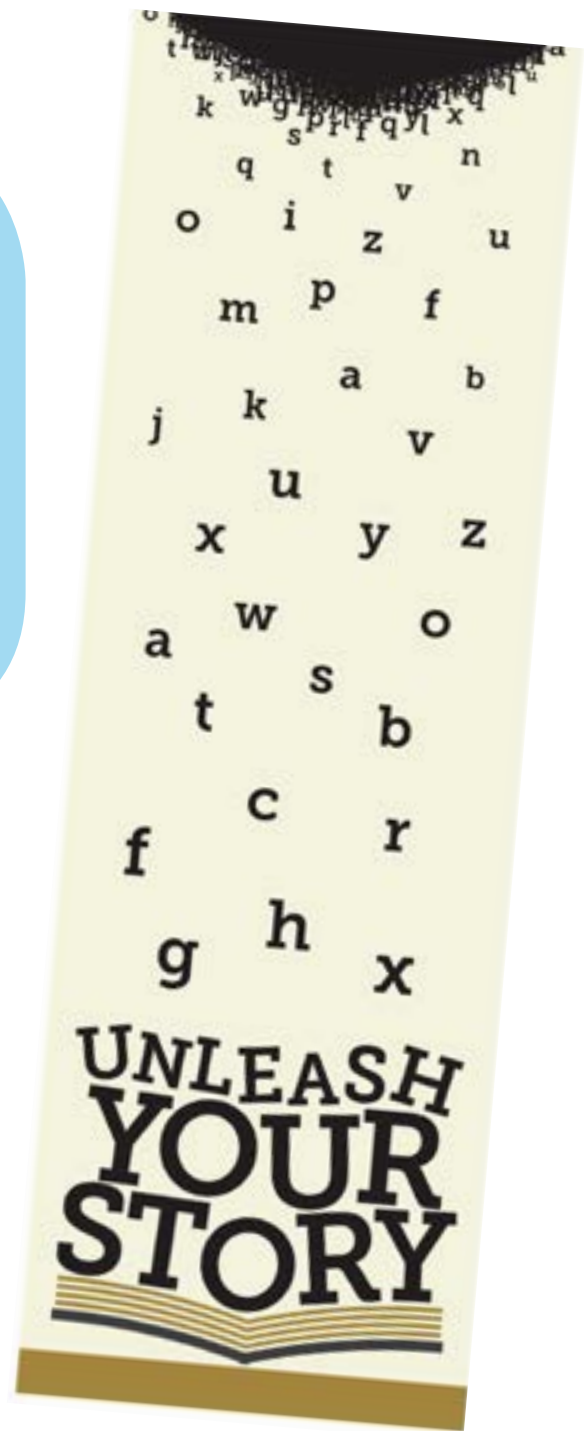 k w g s p r l f q y l x q
q t v n
o i z u
m p f
a b
j k v
u
x y z
w o
a s
t b
c r
f h
g x
UNLEASH
YOUR
STORY